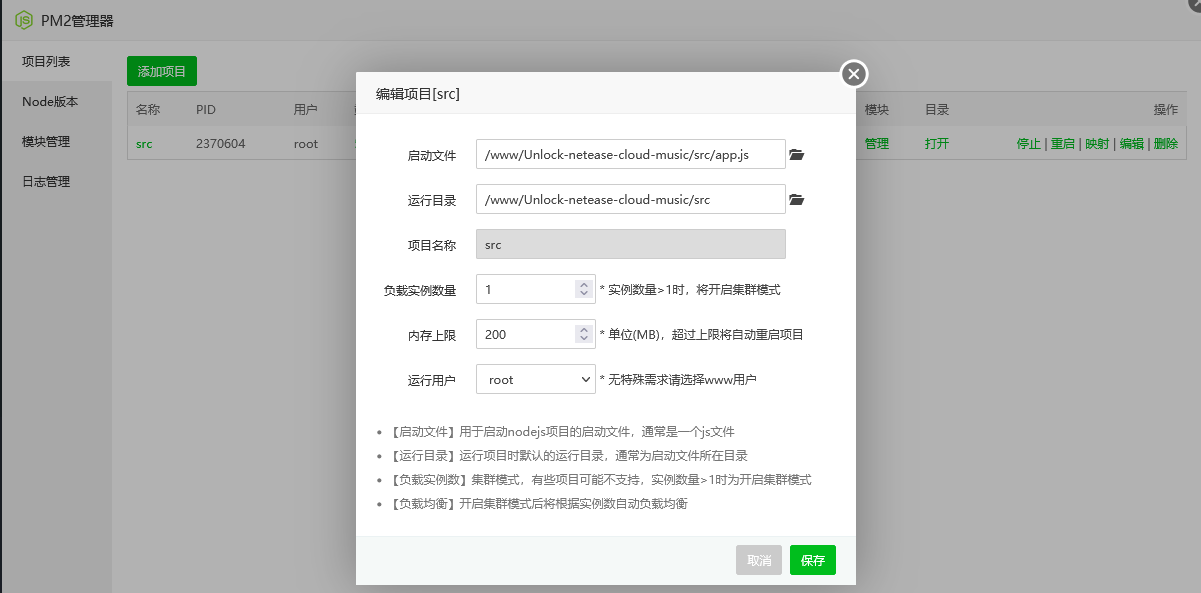 PM2管理器
项目列表
Node版本
模块管理
日志管理
添加项目
名称 PID 用户 模块 目录 操作
src 2370604 root 管理 打开 停止 | 重启 | 映射 | 编辑 | 删除
编辑项目[src]
启动文件 /www/Unlock-netease-cloud-music/src/app.js
运行目录 /www/Unlock-netease-cloud-music/src
项目名称 src
负载实例数量 1 * 实例数量>1时，将开启集群模式
内存上限 200 * 单位(MB)，超过上限将自动重启项目
运行用户 root * 无特殊需求请选择www用户
• 【启动文件】用于启动nodejs项目的启动文件，通常是一个js文件
• 【运行目录】运行项目时默认的运行目录，通常为启动文件所在目录
• 【负载实例数】集群模式，有些项目可能不支持，实例数量>1时为开启集群模式
• 【负载均衡】开启集群模式后将根据实例数自动负载均衡
取消 保存